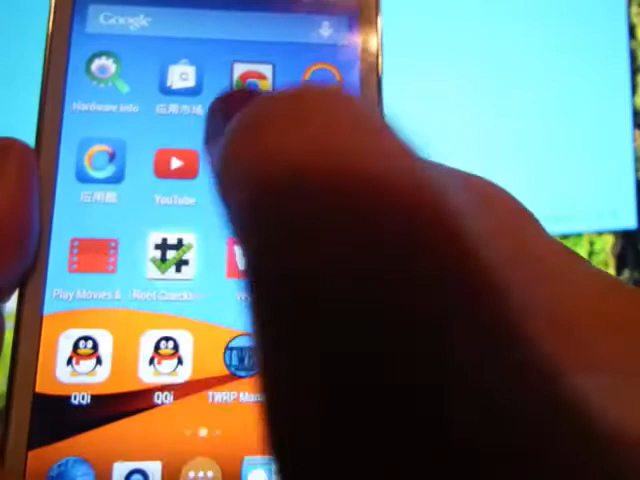 Google
Hardware Info
应用市场
应用酷
YouTube
Play Movies &
Root Checker
QQi
QQi
TWRP Mana